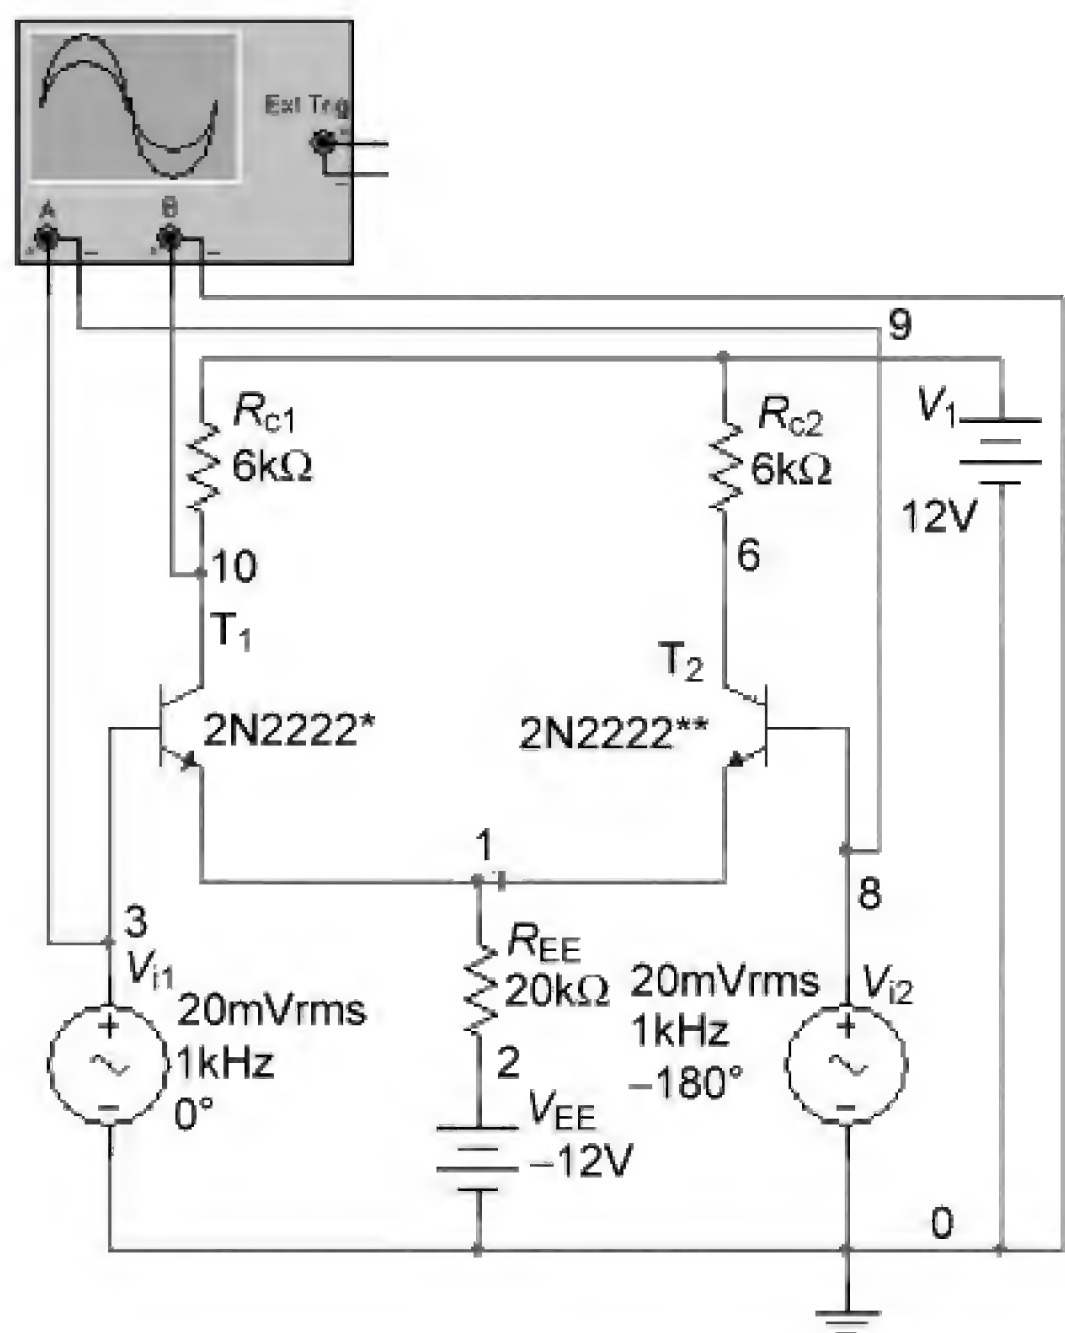 Ext Trig
+
−
A
B
+
−
+
−
9
Rc1
6kΩ
Rc2
6kΩ
V1
12V
10
6
T1
T2
2N2222*
2N2222**
1
3
Vi1
20mVrms
1kHz
0°
+
−
REE
20kΩ
2
VEE
−12V
8
20mVrms
1kHz
−180°
Vi2
+
−
0